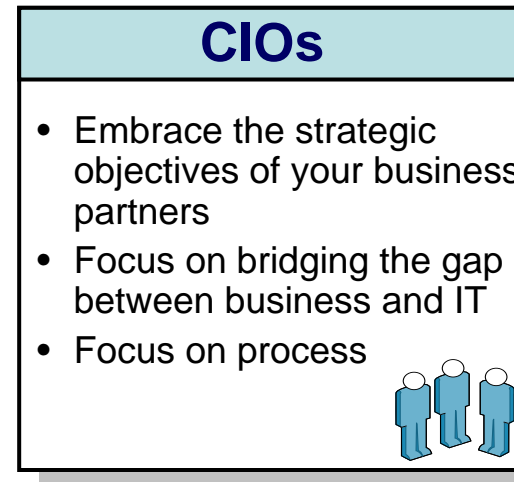 CIOs
• Embrace the strategic
objectives of your business
partners
• Focus on bridging the gap
between business and IT
• Focus on process